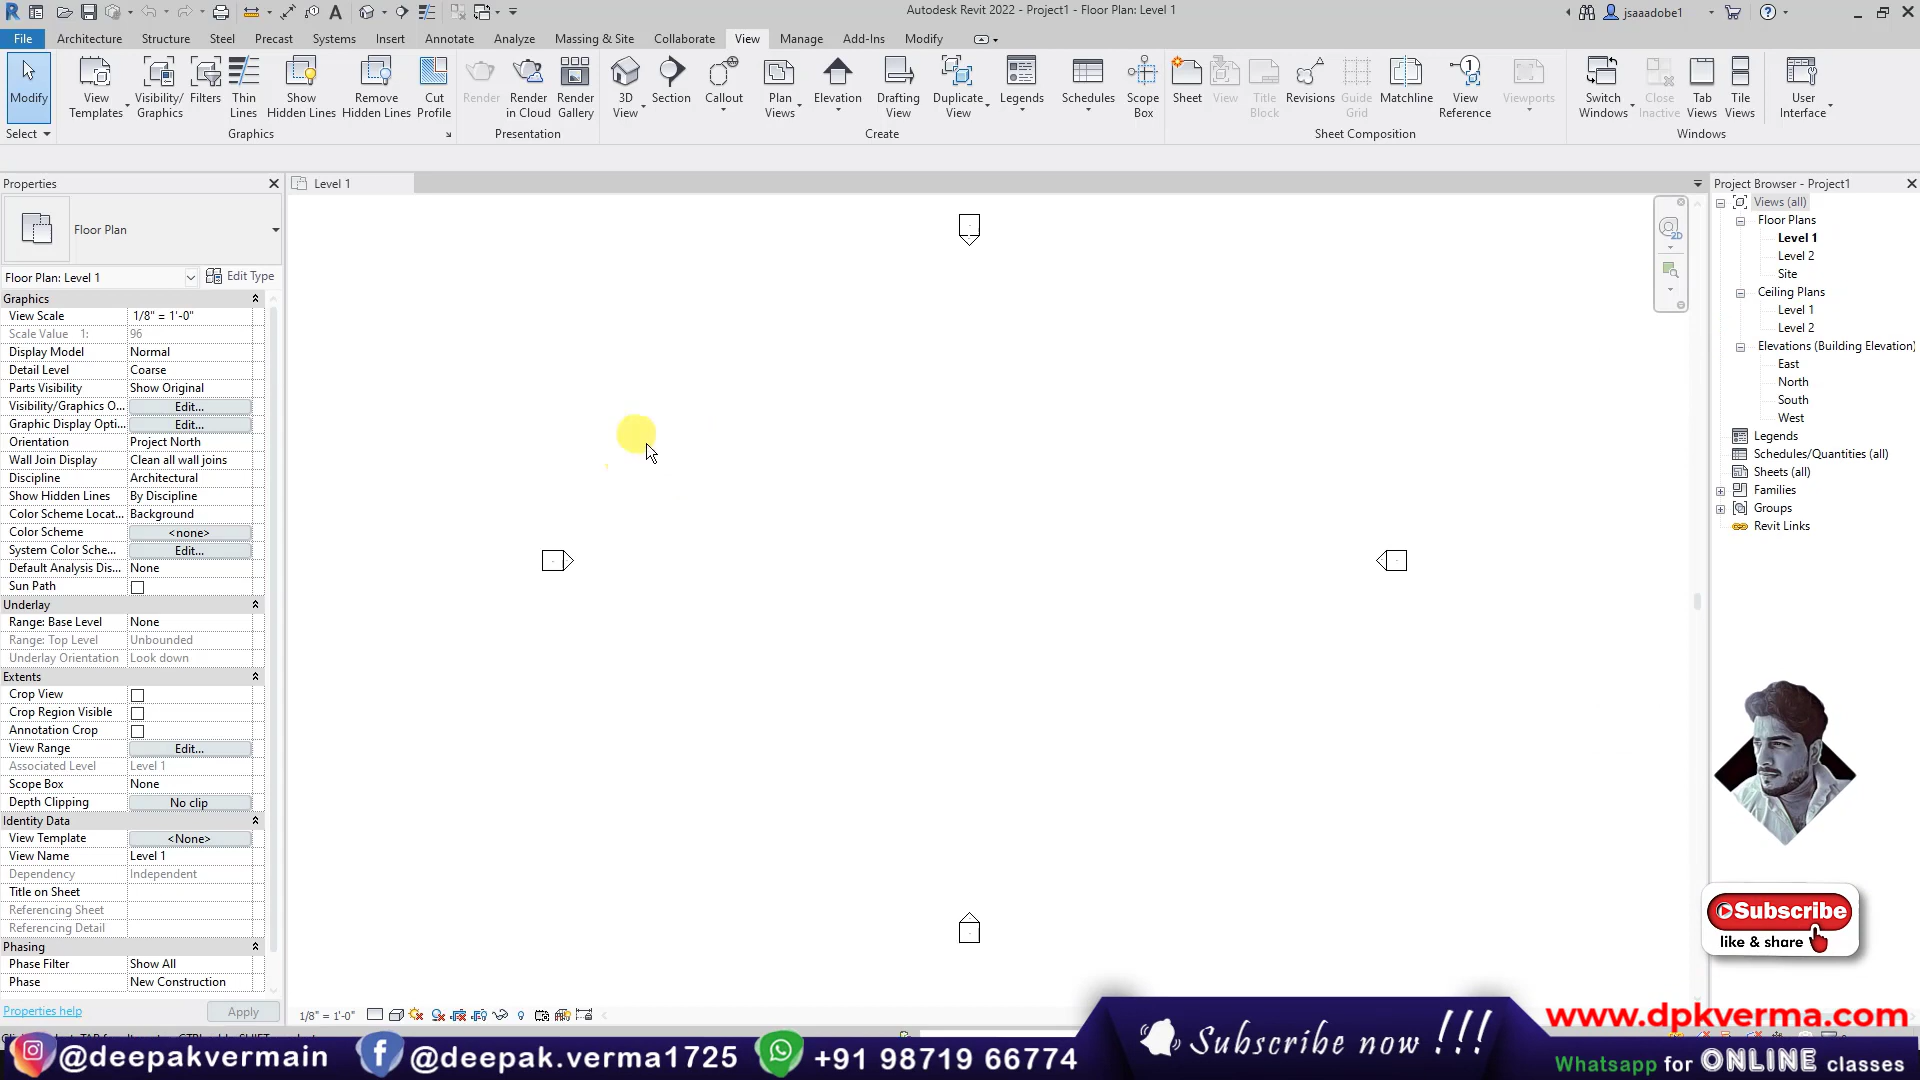 Autodesk Revit 2022 - Project1 - Floor Plan: Level 1
jsaaadobe1
File Architecture Structure Steel Precast Systems Insert Annotate Analyze Massing & Site Collaborate View Manage Add-Ins Modify
Modify
View Templates
Visibility/ Graphics
Filters
Thin Lines
Show Hidden Lines
Remove Hidden Lines
Cut Profile
Render
Render in Cloud
Render Gallery
3D View
Section
Callout
Plan Views
Elevation
Drafting View
Duplicate View
Legends
Schedules
Scope Box
Sheet
View
Title Block
Revisions
Guide Grid
Matchline
View Reference
Viewports
Switch Windows
Close Inactive
Tab Views
Tile Views
User Interface
Select Graphics Presentation Create Sheet Composition Windows
Properties
Floor Plan
Floor Plan: Level 1 Edit Type
Graphics
View Scale 1/8" = 1'-0"
Scale Value 1: 96
Display Model Normal
Detail Level Coarse
Parts Visibility Show Original
Visibility/Graphics O... Edit...
Graphic Display Opti... Edit...
Orientation Project North
Wall Join Display Clean all wall joins
Discipline Architectural
Show Hidden Lines By Discipline
Color Scheme Locat... Background
Color Scheme <none>
System Color Sche... Edit...
Default Analysis Dis... None
Sun Path
Underlay
Range: Base Level None
Range: Top Level Unbounded
Underlay Orientation Look down
Extents
Crop View
Crop Region Visible
Annotation Crop
View Range Edit...
Associated Level Level 1
Scope Box None
Depth Clipping No clip
Identity Data
View Template <None>
View Name Level 1
Dependency Independent
Title on Sheet
Referencing Sheet
Referencing Detail
Phasing
Phase Filter Show All
Phase New Construction
Properties help Apply
Level 1
2D
1/8" = 1'-0"
Project Browser - Project1
Views (all)
Floor Plans
Level 1
Level 2
Site
Ceiling Plans
Level 1
Level 2
Elevations (Building Elevation)
East
North
South
West
Legends
Schedules/Quantities (all)
Sheets (all)
Families
Groups
Revit Links
Subscribe
like & share
@deepakvermain @deepak.verma1725 +91 98719 66774
Subscribe now !!!
www.dpkverma.com
Whatsapp for ONLINE classes